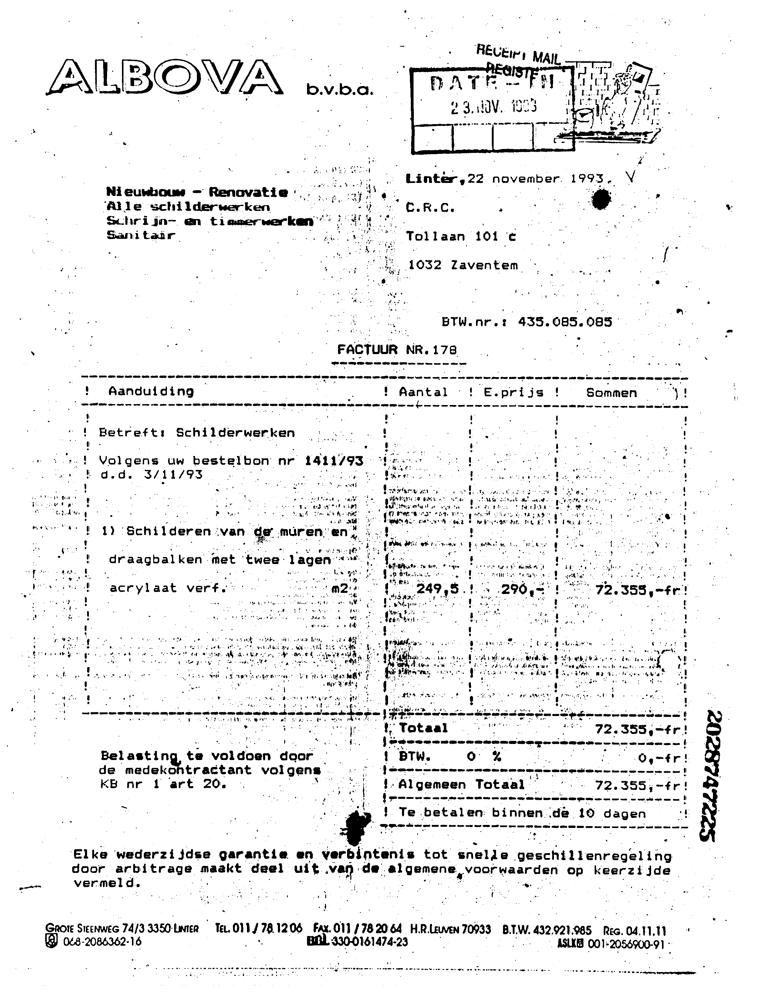 ALBOVA b.v.b.a.
RECEIPT MAIL
REGISTE
DATE - IN
23. NOV. 1993
Linter, 22 november 1993.
Nieuwbouw - Renovatie
Alle schilderwerken
Schrijn- en timmerwerken
Sanitair
C.R.C.
Tollaan 101 c
1032 Zaventem
BTW.nr.: 435.085.085
FACTUUR NR.178
! Aanduiding ! Aantal ! E.prijs ! Sommen !
Betreft: Schilderwerken
Volgens uw bestelbon nr 1411/93
d.d. 3/11/93
1) Schilderen van de muren en
draagbalken met twee lagen
acrylaat verf. m2 ! 249,5 ! 290,- ! 72.355,-fr!
! Totaal 72.355,-fr!
Belasting te voldoen door
de medekontractant volgens
KB nr 1 art 20.
! BTW. 0 % 0,-fr!
! Algemeen Totaal 72.355,-fr!
! Te betalen binnen de 10 dagen !
2028747225
Elke wederzijdse garantie en verbintenis tot snelle geschillenregeling
door arbitrage maakt deel uit van de algemene voorwaarden op keerzijde
vermeld.
GROTE STEENWEG 74/3 3350 LINTER TEL. 011 / 78 12 06 FAX. 011 / 78 20 64 H.R. LEUVEN 70933 B.T.W. 432.921.985 REG. 04.11.11
068-2086362-16 BBL 330-0161474-23 ASLK 001-2056900-91